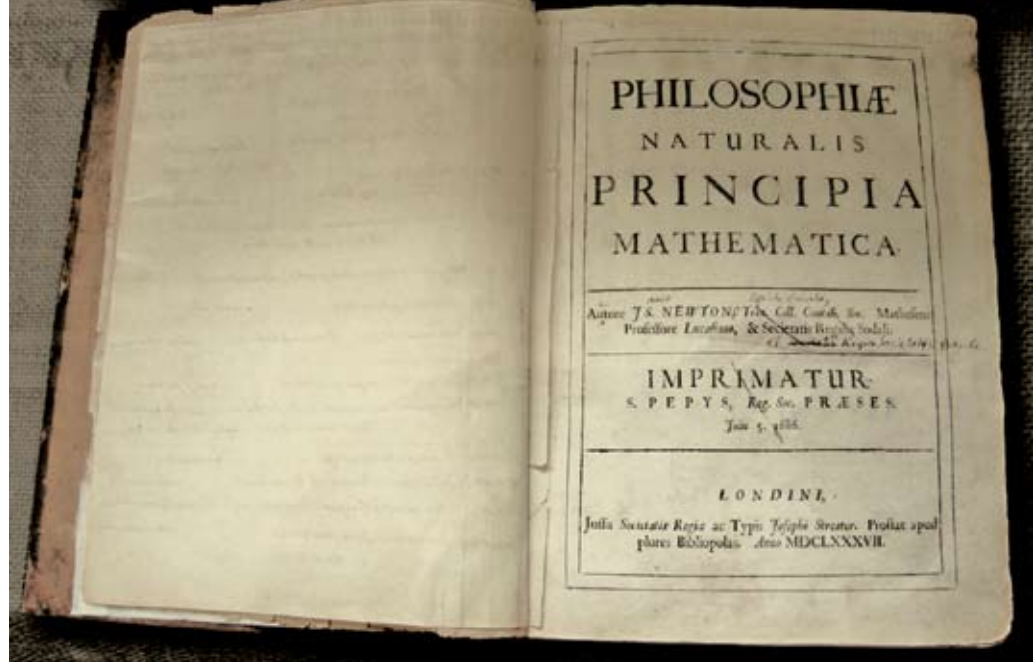 PHILOSOPHIÆ
NATURALIS
PRINCIPIA
MATHEMATICA.
Autore J S. NEWTON, Trin. Coll. Cantab. Soc. Matheseos
Professore Lucasiano, & Societatis Regalis Sodali.
IMPRIMATUR.
S. PEPYS, Reg. Soc. PRÆSES.
Julii 5. 1686.
LONDINI,
Jussu Societatis Regiæ ac Typis Josephi Streater. Prostat apud
plures Bibliopolas. Anno MDCLXXXVII.